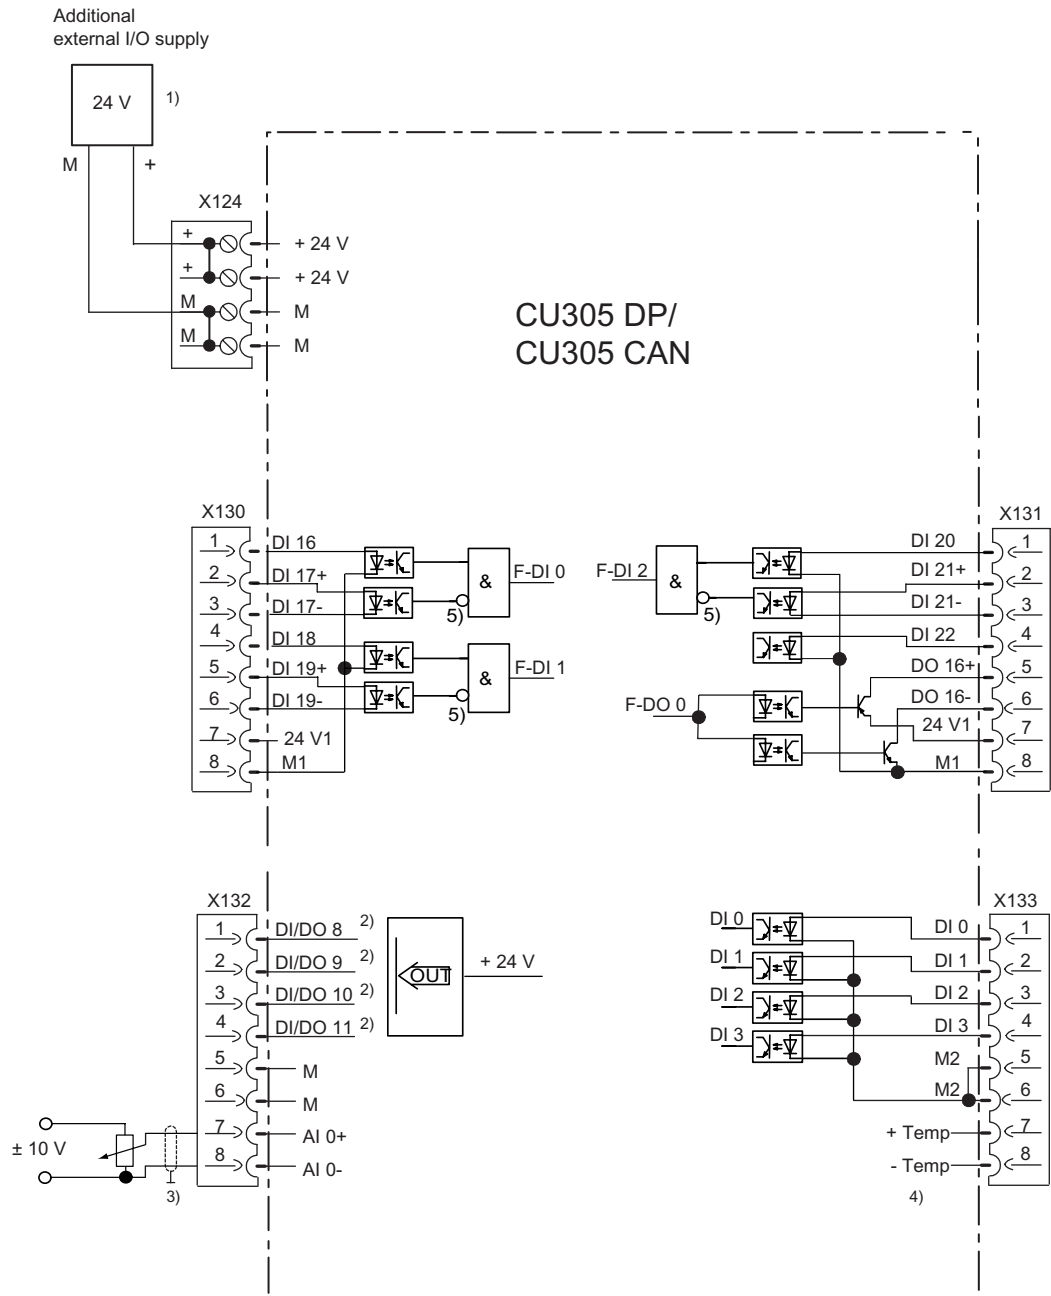 Additional
external I/O supply
24 V
1)
M
+
X124
+
+ 24 V
+
+ 24 V
M
M
M
M
CU305 DP/
CU305 CAN
X130
1
DI 16
2
DI 17+
3
DI 17-
4
DI 18
5
DI 19+
6
DI 19-
7
24 V1
8
M1
&
F-DI 0
5)
&
F-DI 1
5)
X131
F-DI 2
&
5)
DI 20
1
DI 21+
2
DI 21-
3
DI 22
4
DO 16+
5
DO 16-
6
F-DO 0
24 V1
7
M1
8
X132
1
DI/DO 8
2)
2
DI/DO 9
2)
3
DI/DO 10
2)
4
DI/DO 11
2)
5
M
6
M
7
AI 0+
8
AI 0-
OUT
+ 24 V
± 10 V
3)
X133
DI 0
DI 0
1
DI 1
DI 1
2
DI 2
DI 2
3
DI 3
DI 3
4
M2
5
M2
6
+ Temp
7
- Temp
8
4)